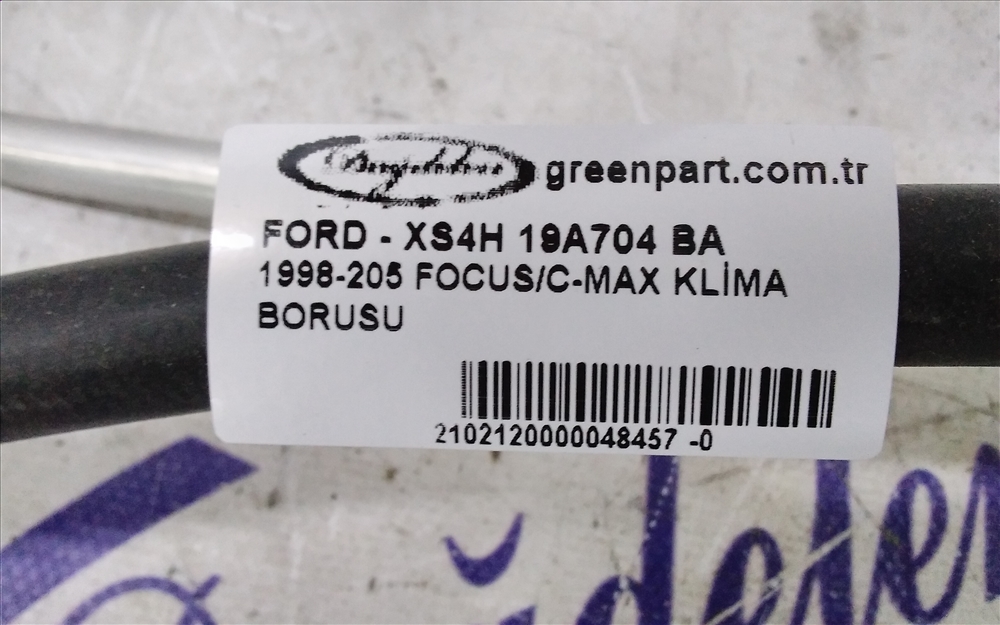 greenpart.com.tr
FORD - XS4H 19A704 BA
1998-205 FOCUS/C-MAX KLİMA
BORUSU
2102120000048457 -0